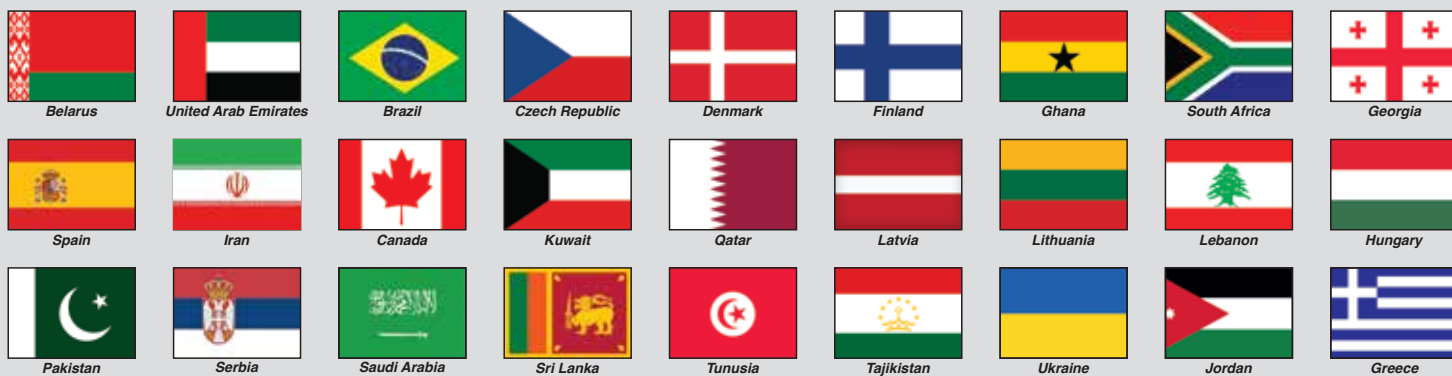 Belarus
United Arab Emirates
Brazil
Czech Republic
Denmark
Finland
Ghana
South Africa
Georgia
Spain
Iran
Canada
Kuwait
Qatar
Latvia
Lithuania
Lebanon
Hungary
Pakistan
Serbia
Saudi Arabia
Sri Lanka
Tunusia
Tajikistan
Ukraine
Jordan
Greece